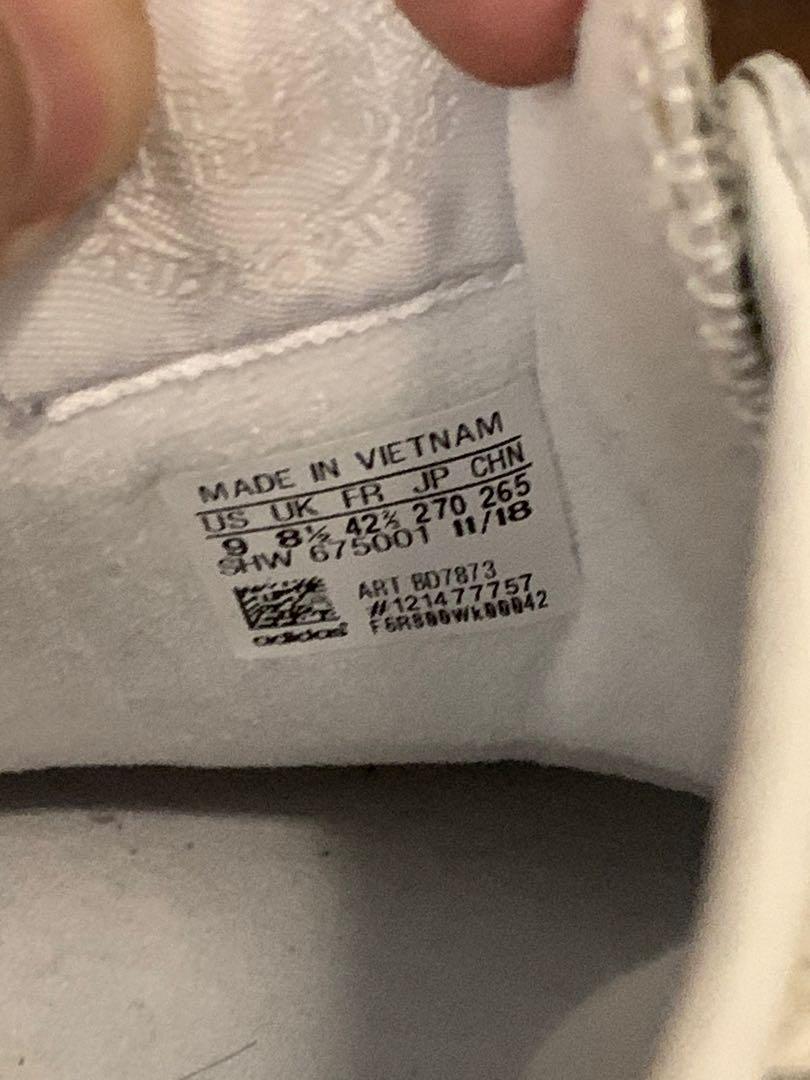 MADE IN VIETNAM
US UK FR JP CHN
9 8½ 42⅔ 270 265
SHW 675001 11/18
ART BD7873
#121477757
F6R800Wk00042
adidas